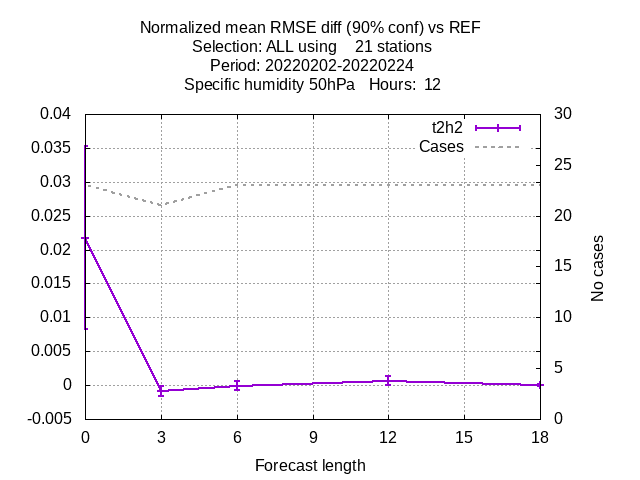 Normalized mean RMSE diff (90% conf) vs REF
Selection: ALL using    21 stations
Period: 20220202-20220224
Specific humidity 50hPa   Hours:  12
0.04
0.035
0.03
0.025
0.02
0.015
0.01
0.005
0
-0.005
t2h2
Cases
30
25
20
15
10
5
0
No cases
0 3 6 9 12 15 18
Forecast length